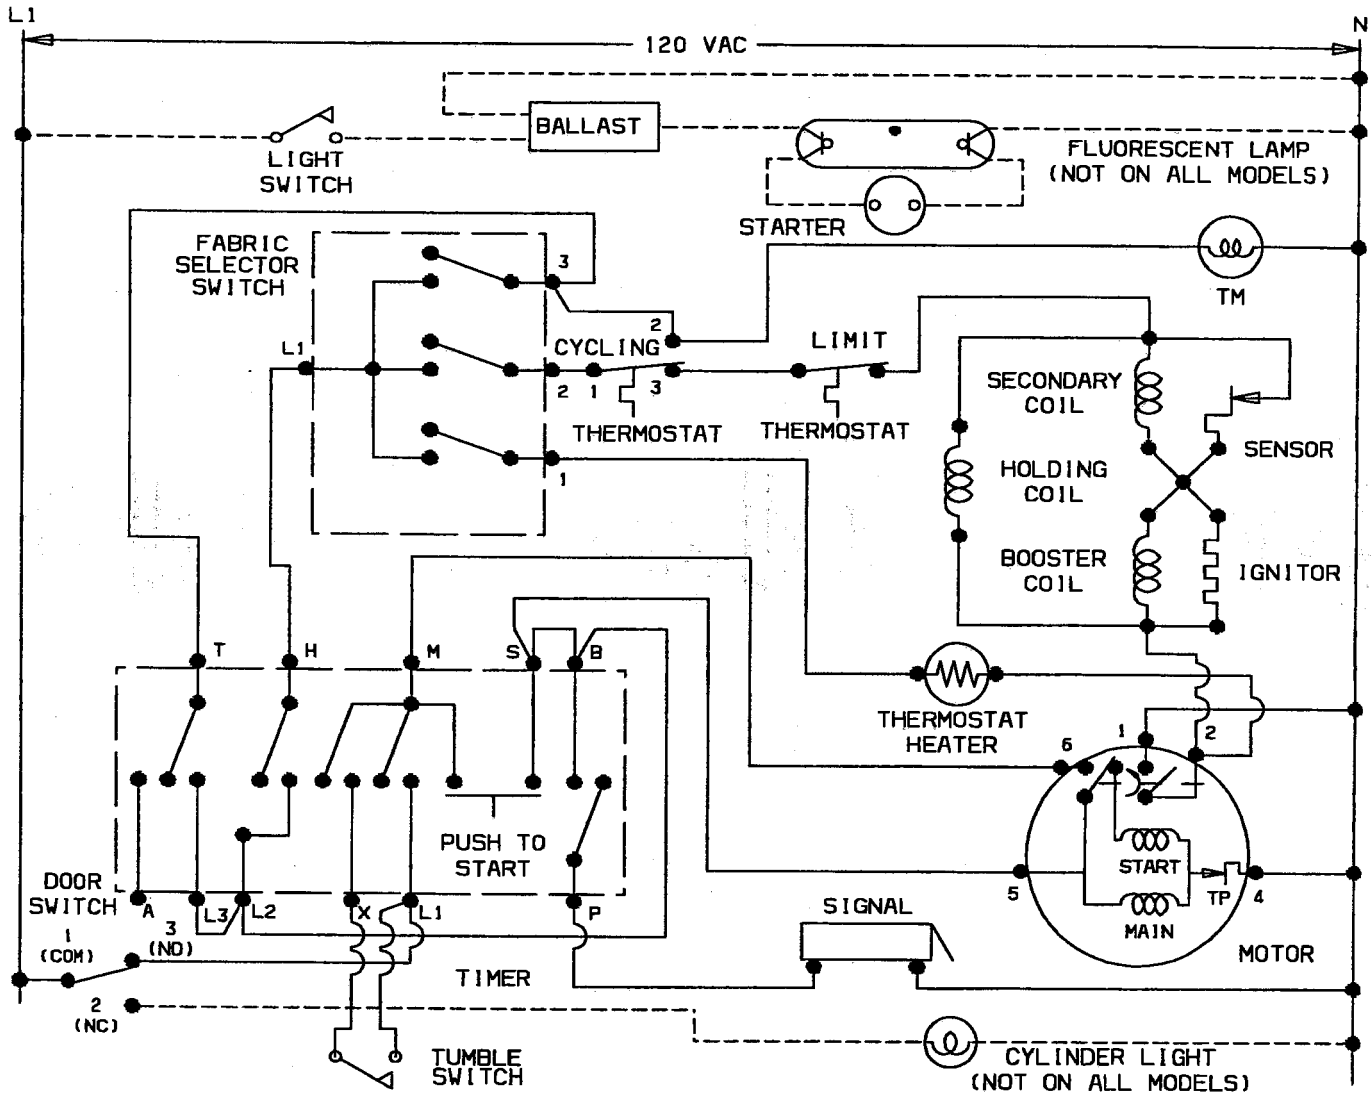 L1
N
120 VAC
BALLAST
LIGHT
SWITCH
FLUORESCENT LAMP
(NOT ON ALL MODELS)
STARTER
FABRIC
SELECTOR
SWITCH
3
TM
2
L1
CYCLING
LIMIT
2
1
3
THERMOSTAT
THERMOSTAT
SECONDARY
COIL
SENSOR
1
HOLDING
COIL
BOOSTER
COIL
IGNITOR
T
H
M
S
B
THERMOSTAT
HEATER
6
1
2
PUSH TO
START
START
MAIN
TP
5
4
MOTOR
DOOR
SWITCH
A
L3
L2
X
L1
P
1
(COM)
3
(NO)
2
(NC)
TIMER
SIGNAL
TUMBLE
SWITCH
CYLINDER LIGHT
(NOT ON ALL MODELS)